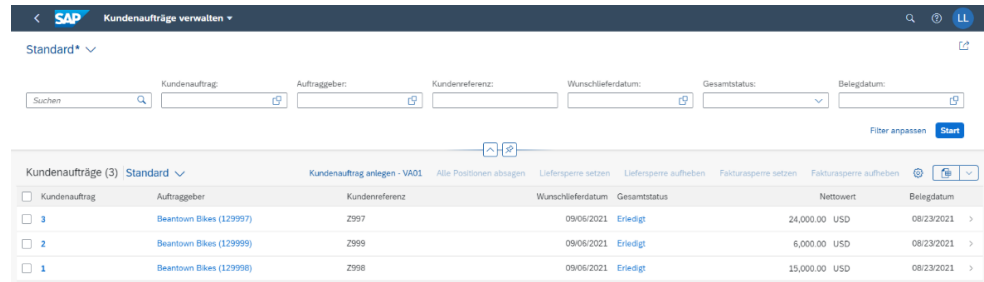 SAP Kundenaufträge verwalten LL
Standard*
Kundenauftrag: Auftraggeber: Kundenreferenz: Wunschlieferdatum: Gesamtstatus: Belegdatum:
Suchen
Filter anpassen Start
Kundenaufträge (3) Standard Kundenauftrag anlegen - VA01 Alle Positionen absagen Liefersperre setzen Liefersperre aufheben Fakturasperre setzen Fakturasperre aufheben
Kundenauftrag Auftraggeber Kundenreferenz Wunschlieferdatum Gesamtstatus Nettowert Belegdatum
3 Beantown Bikes (129997) Z997 09/06/2021 Erledigt 24,000.00 USD 08/23/2021
2 Beantown Bikes (129999) Z999 09/06/2021 Erledigt 6,000.00 USD 08/23/2021
1 Beantown Bikes (129998) Z998 09/06/2021 Erledigt 15,000.00 USD 08/23/2021